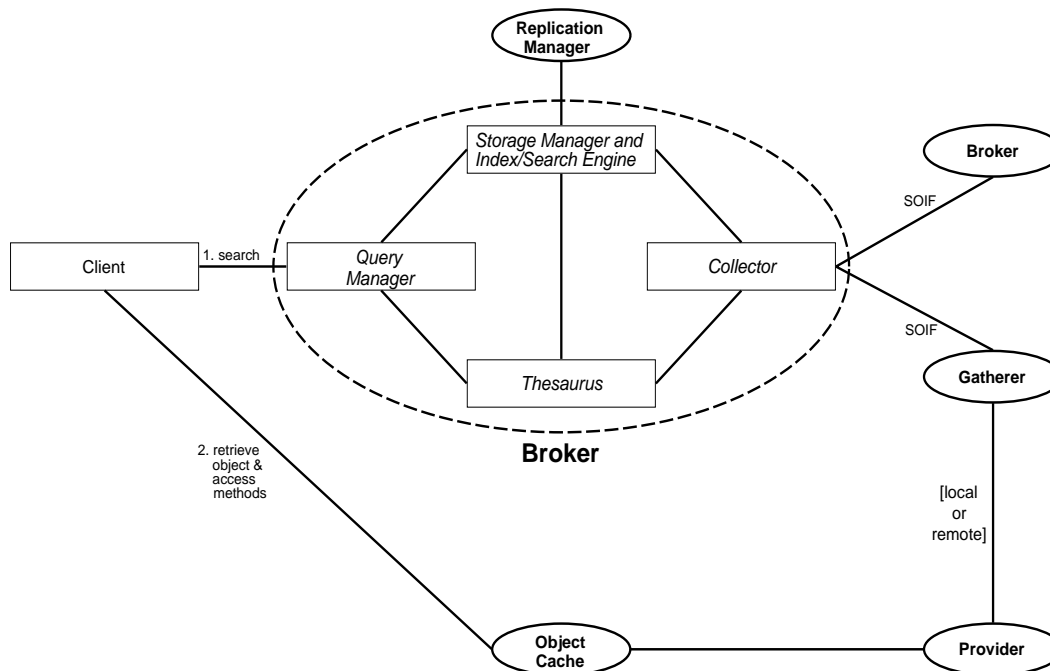 Replication
Manager
Storage Manager and
Index/Search Engine
Broker
SOIF
1. search
Client
Query
Manager
Collector
SOIF
Thesaurus
Gatherer
Broker
2. retrieve
object &
access
methods
[local
or
remote]
Object
Cache
Provider